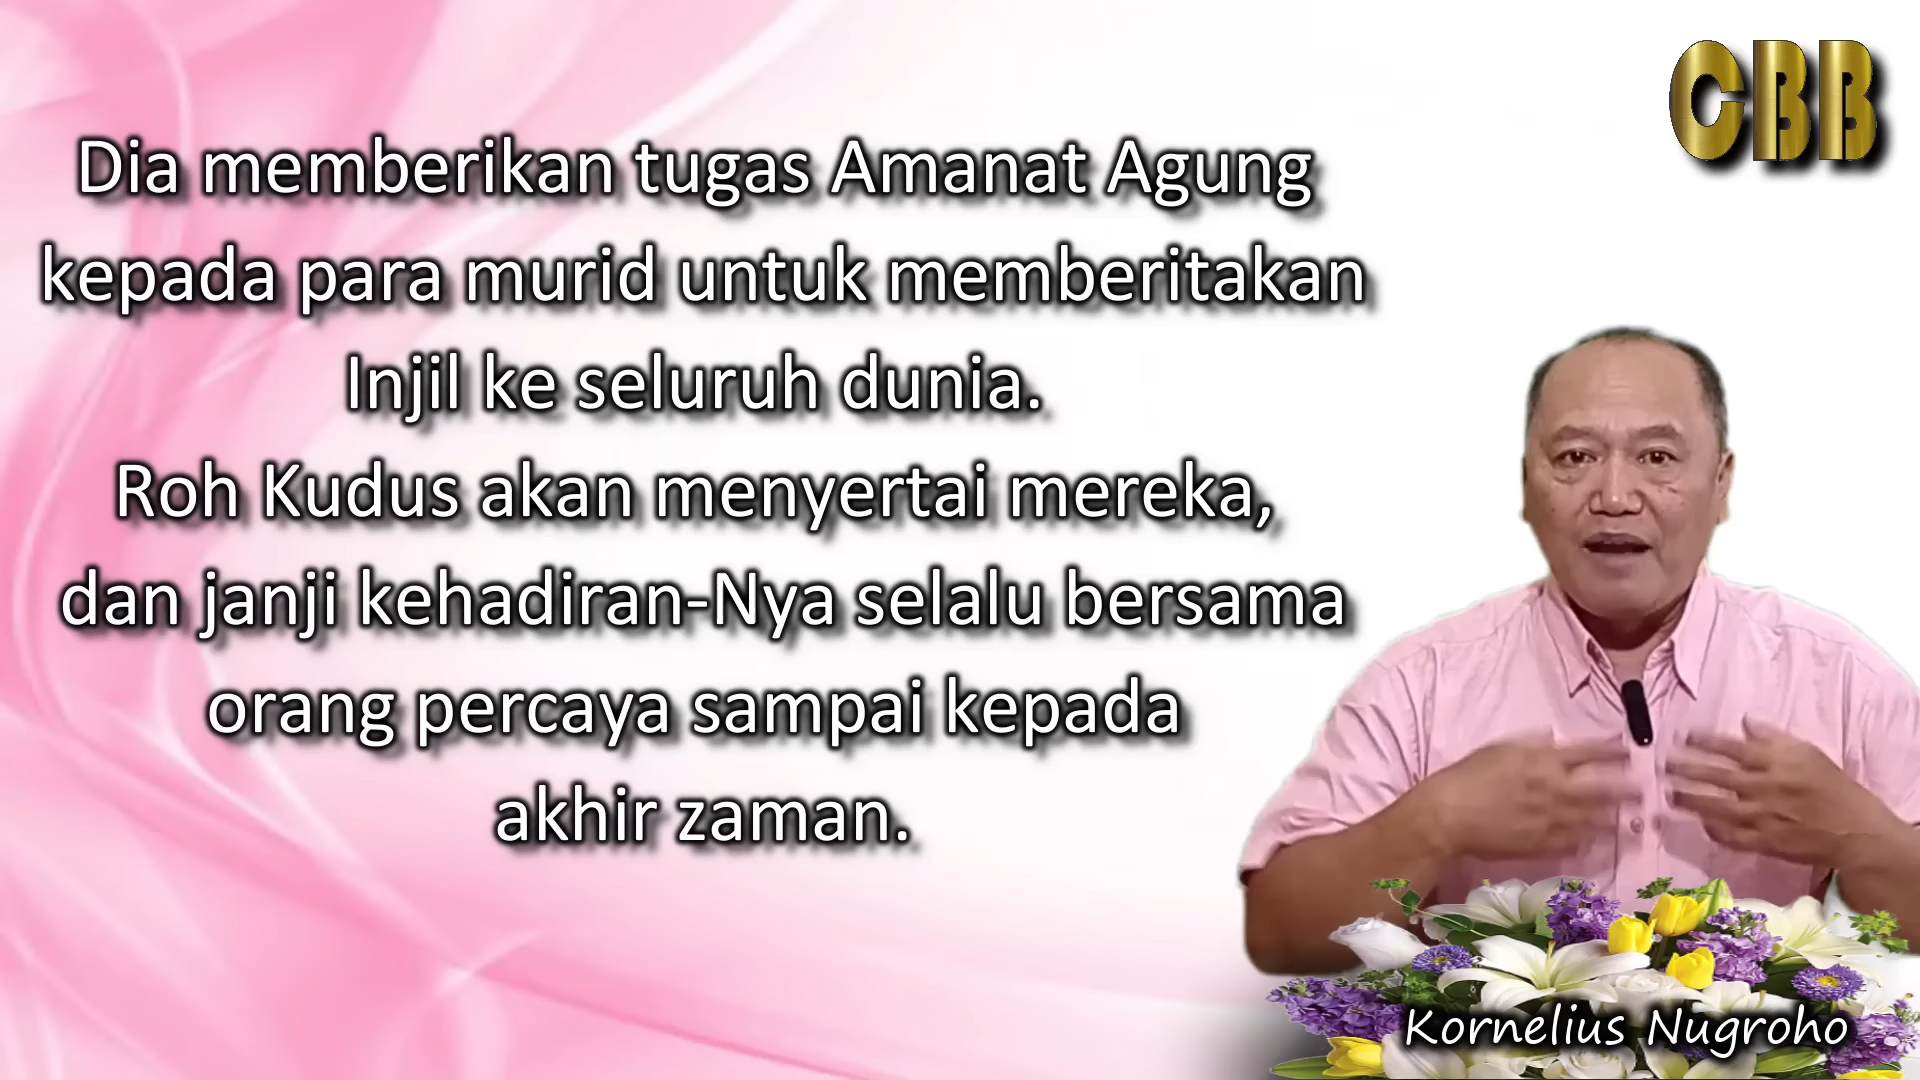 CBB
Dia memberikan tugas Amanat Agung
kepada para murid untuk memberitakan
Injil ke seluruh dunia.
Roh Kudus akan menyertai mereka,
dan janji kehadiran-Nya selalu bersama
orang percaya sampai kepada
akhir zaman.
Kornelius Nugroho